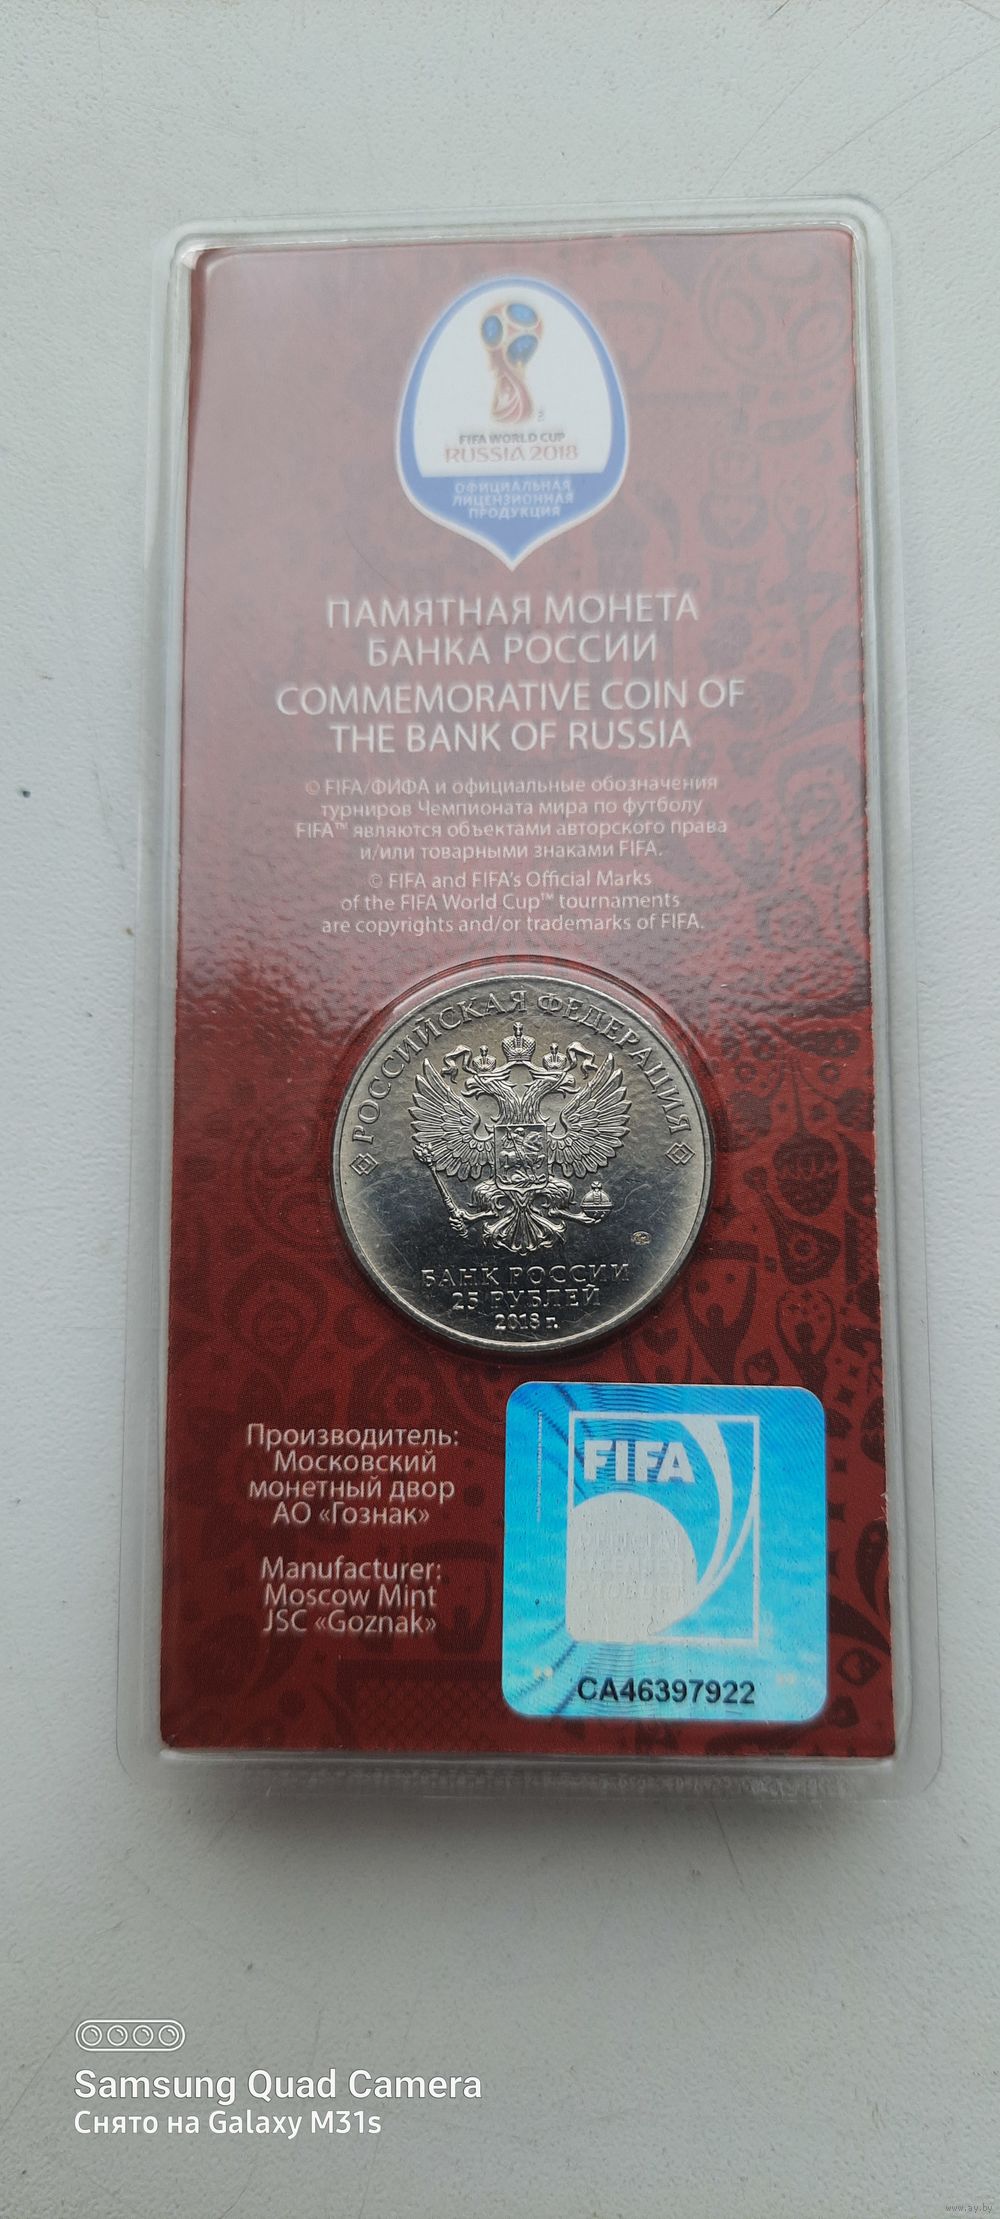 FIFA WORLD CUP
RUSSIA 2018
ОФИЦИАЛЬНАЯ
ЛИЦЕНЗИОННАЯ
ПРОДУКЦИЯ
ПАМЯТНАЯ МОНЕТА
БАНКА РОССИИ
COMMEMORATIVE COIN OF
THE BANK OF RUSSIA
© FIFA/ФИФА и официальные обозначения
турниров Чемпионата мира по футболу
FIFA™ являются объектами авторского права
и/или товарными знаками FIFA.
© FIFA and FIFA's Official Marks
of the FIFA World Cup™ tournaments
are copyrights and/or trademarks of FIFA.
РОССИЙСКАЯ ФЕДЕРАЦИЯ
БАНК РОССИИ
25 РУБЛЕЙ
2018 г.
Производитель:
Московский
монетный двор
АО «Гознак»
Manufacturer:
Moscow Mint
JSC «Goznak»
FIFA
CA46397922
Samsung Quad Camera
Снято на Galaxy M31s
www.ay.by